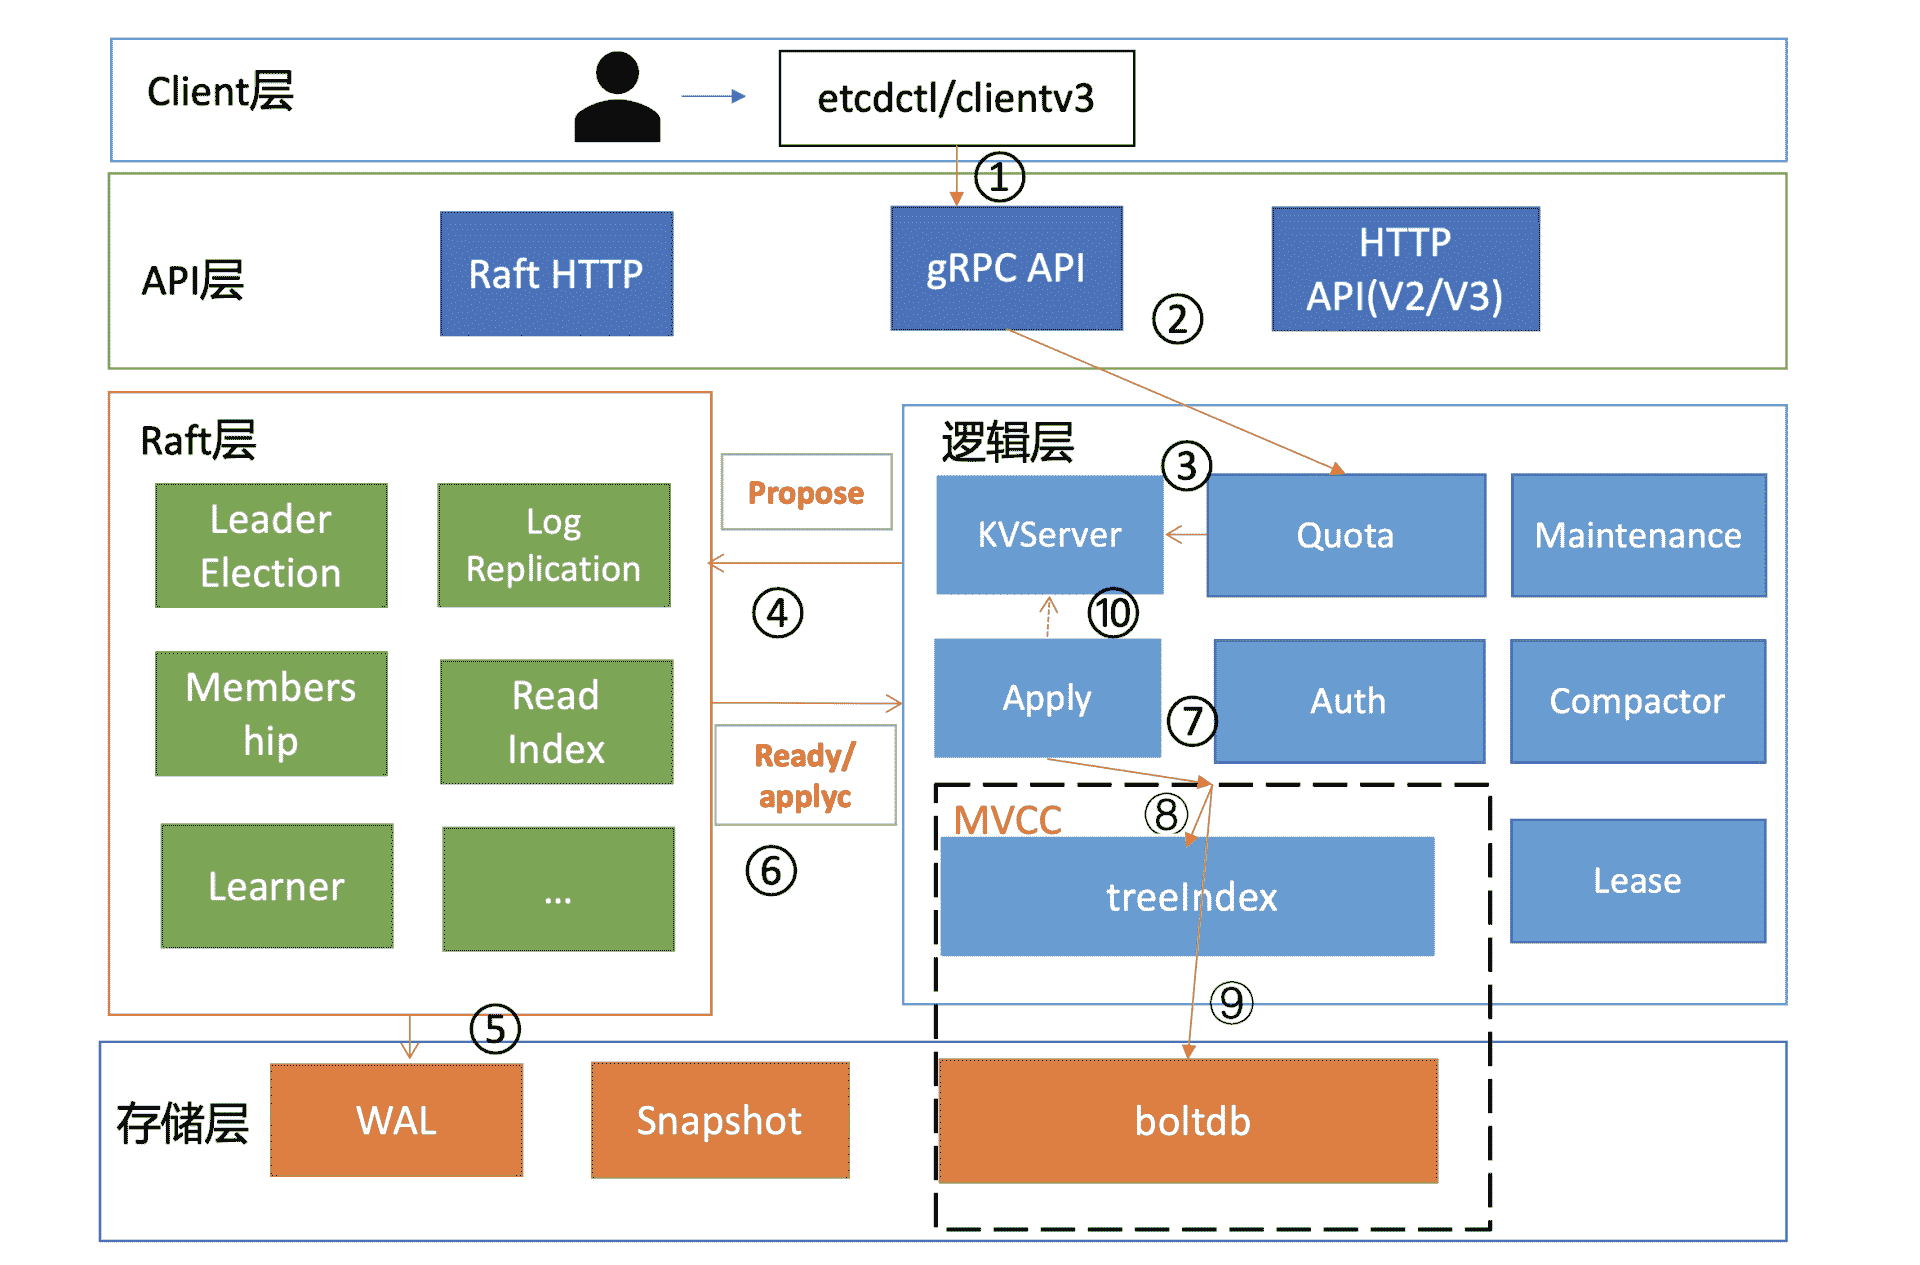 Client层
etcdctl/clientv3
①
API层
Raft HTTP
gRPC API
HTTP
API(V2/V3)
②
Raft层
Leader
Election
Log
Replication
Members
hip
Read
Index
Learner
...
Propose
④
Ready/
applyc
⑥
逻辑层
③
KVServer
Quota
Maintenance
⑩
Apply
⑦
Auth
Compactor
MVCC
⑧
treeIndex
Lease
⑨
⑤
存储层
WAL
Snapshot
boltdb